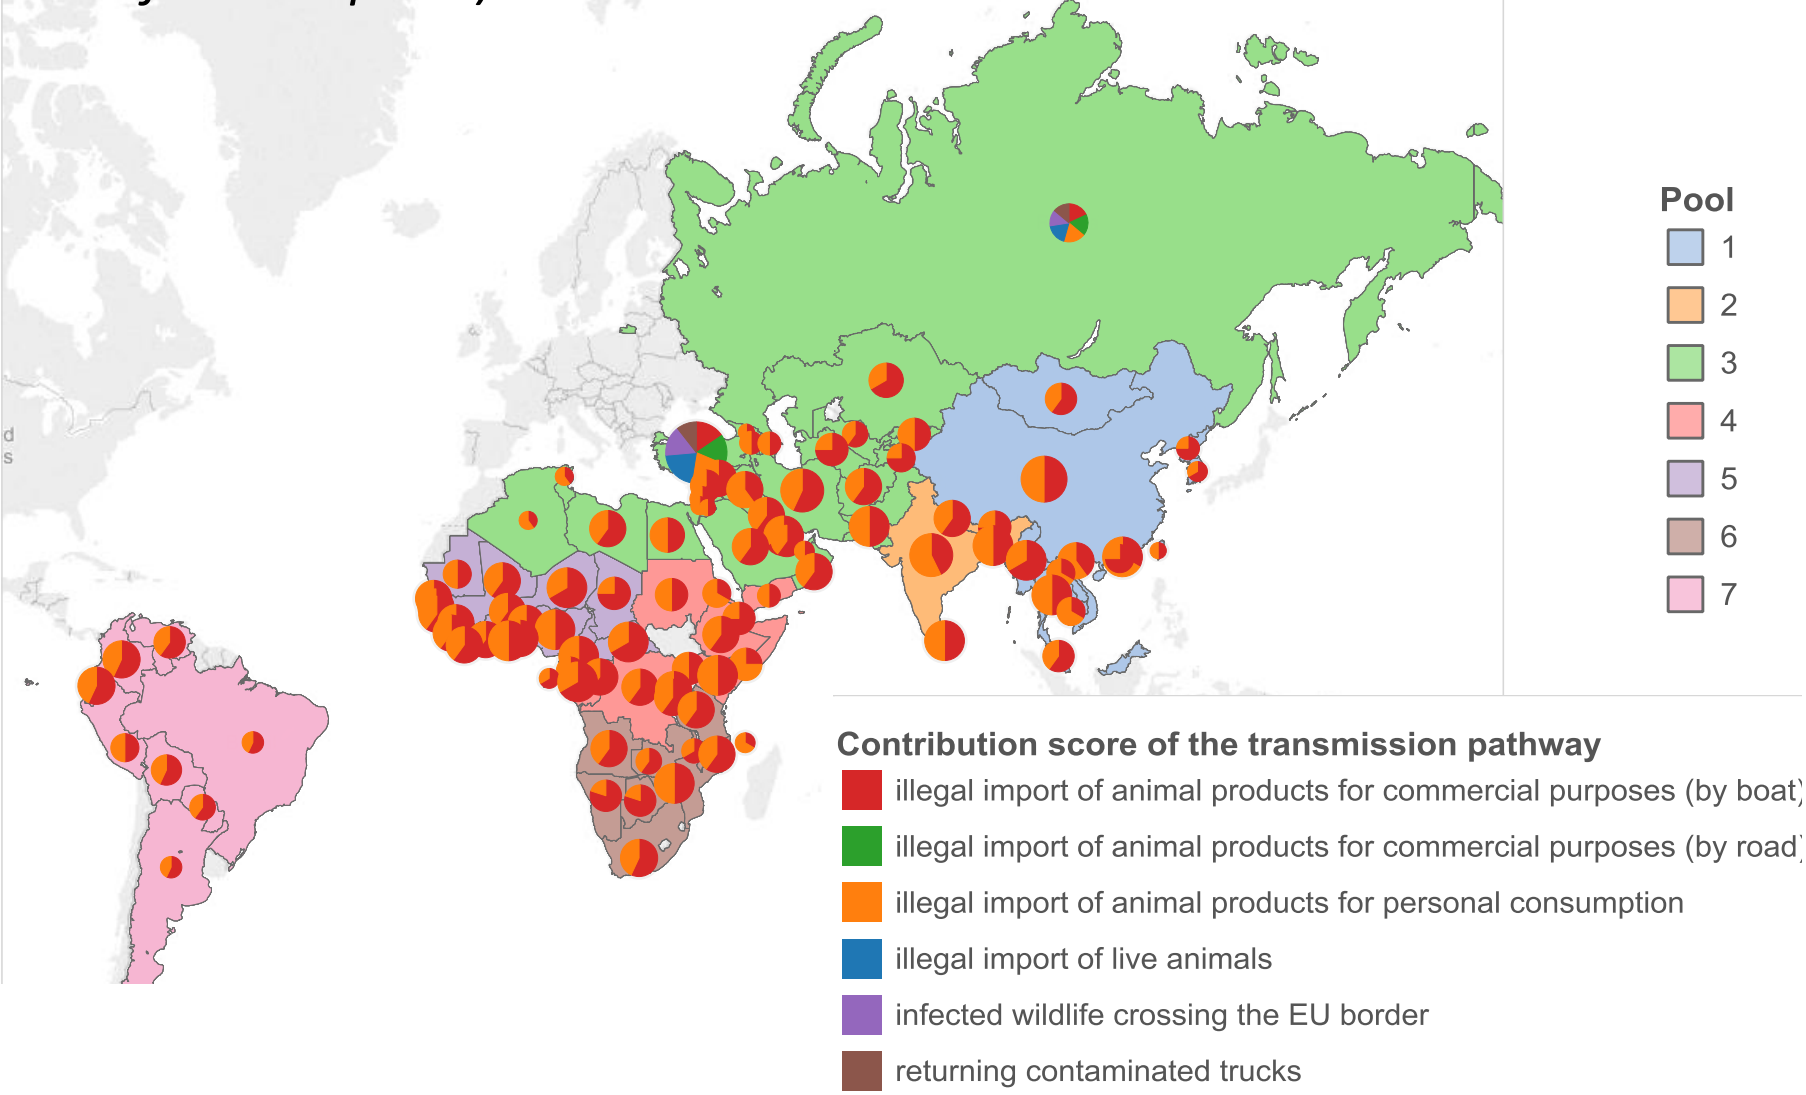 d
s
Pool
1
2
3
4
5
6
7
Contribution score of the transmission pathway
illegal import of animal products for commercial purposes (by boat)
illegal import of animal products for commercial purposes (by road)
illegal import of animal products for personal consumption
illegal import of live animals
infected wildlife crossing the EU border
returning contaminated trucks